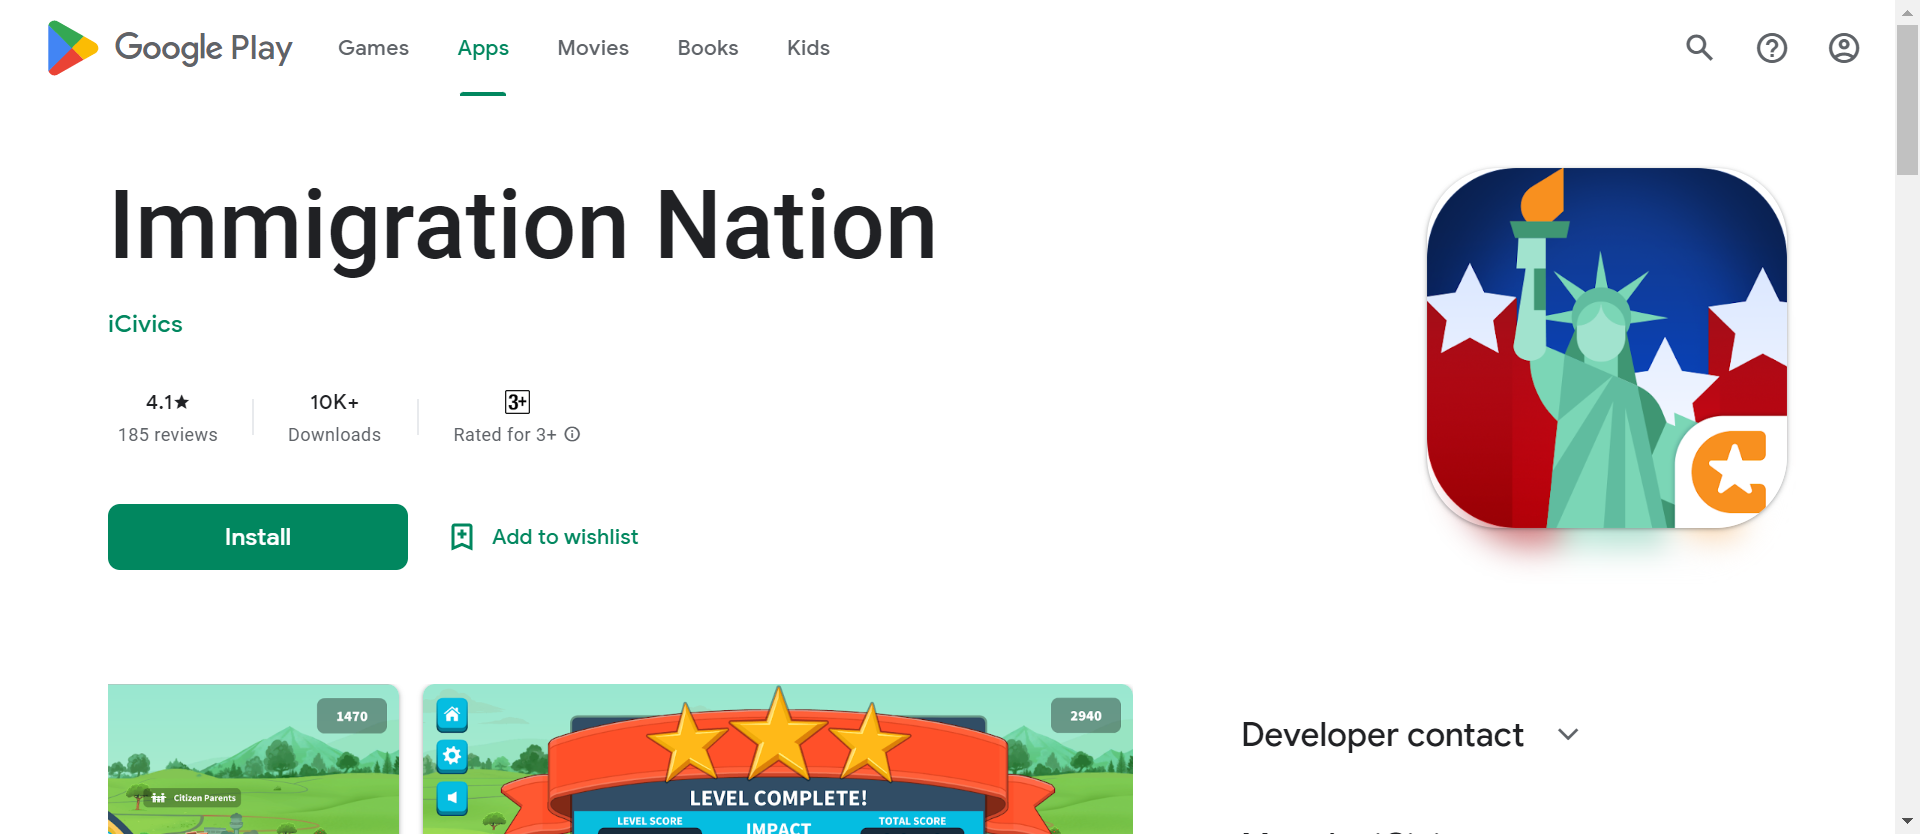 Google Play Games Apps Movies Books Kids
Immigration Nation
iCivics
4.1★ 10K+ 3+
185 reviews Downloads Rated for 3+
Install Add to wishlist
1470 2940
Developer contact
Citizen Parents
LEVEL COMPLETE!
LEVEL SCORE TOTAL SCORE
IMPACT